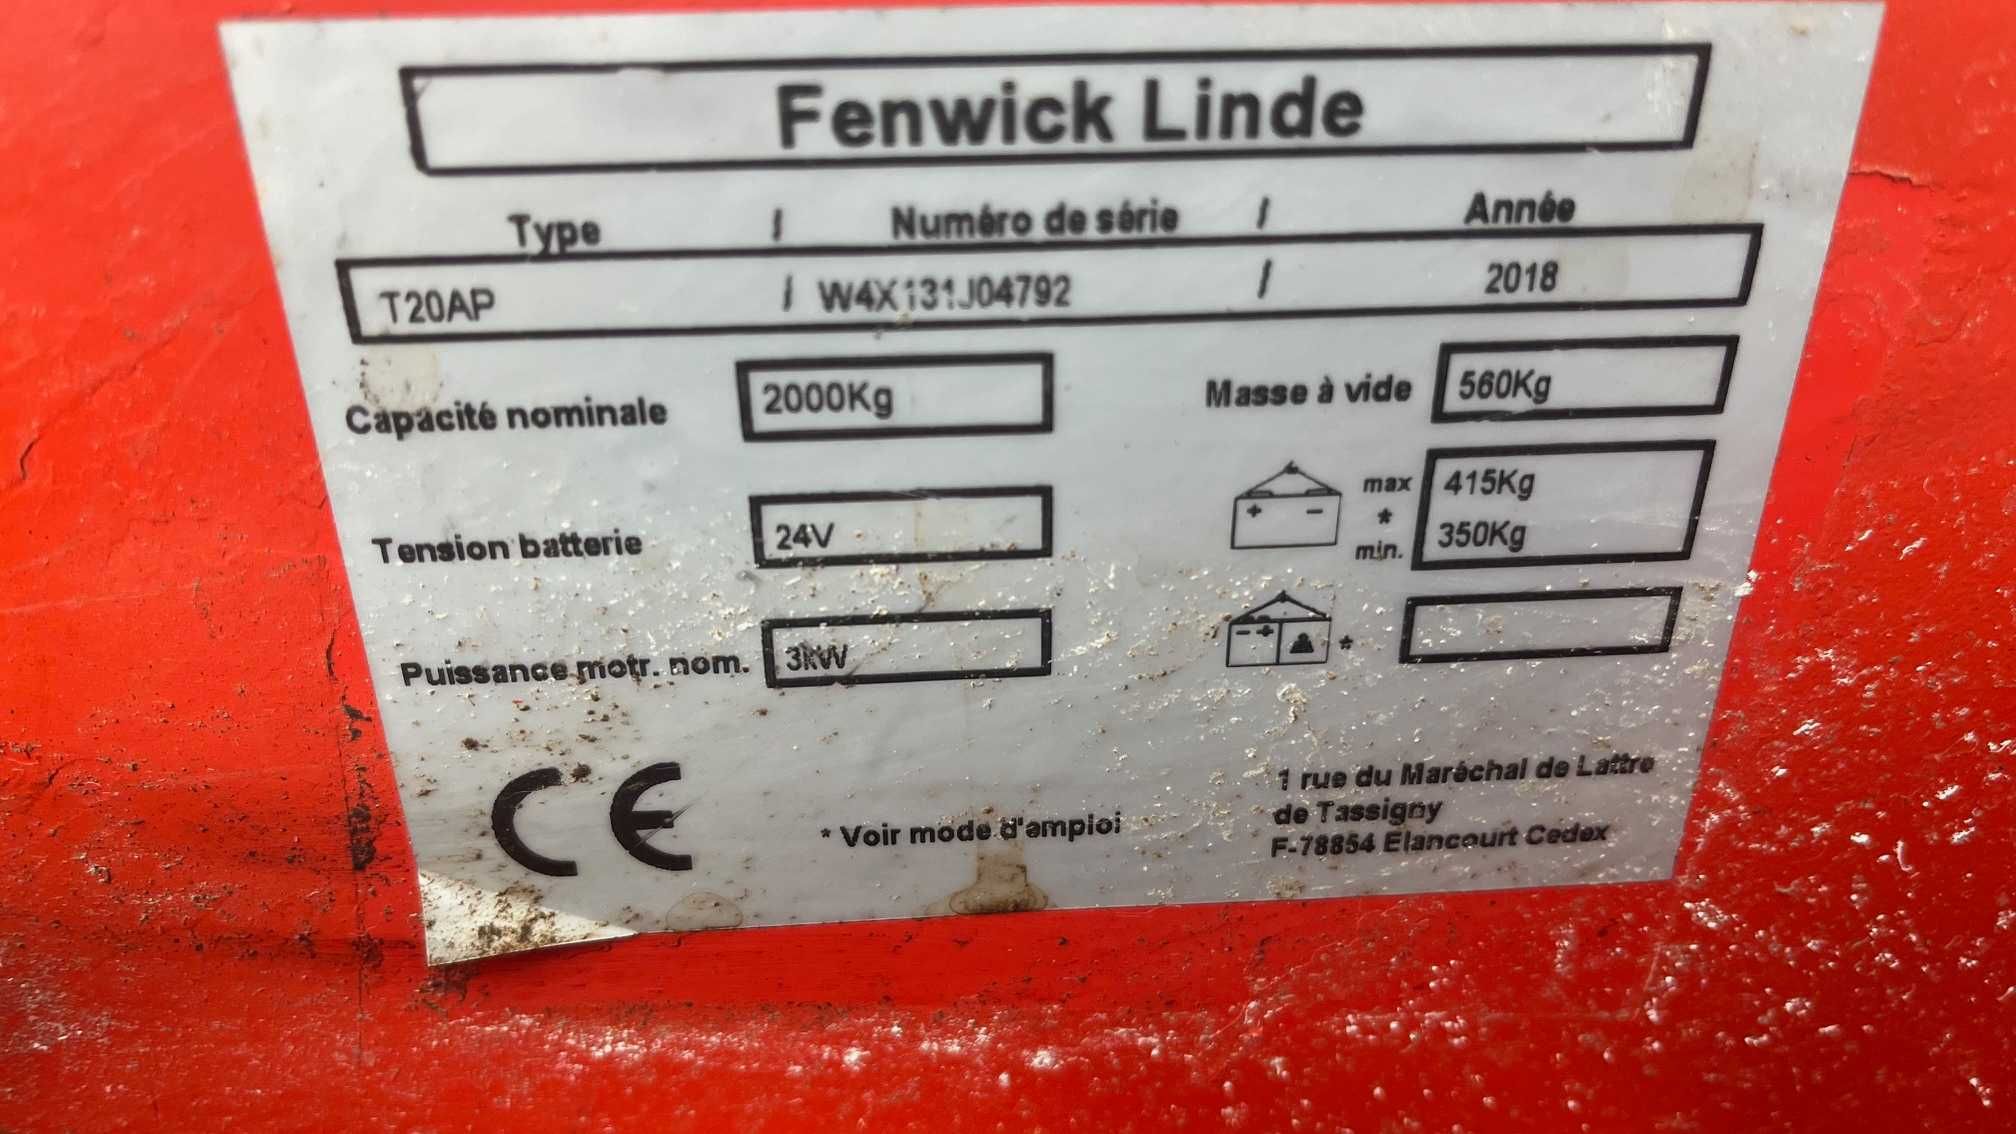 Fenwick Linde
Type / Numéro de série / Année
T20AP / W4X131J04792 / 2018
Capacité nominale 2000Kg Masse à vide 560Kg
Tension batterie 24V + - max * min. 415Kg 350Kg
Puissance motr. nom. 3kW - + *
CE * Voir mode d'emploi
1 rue du Maréchal de Lattre
de Tassigny
F-78854 Elancourt Cedex